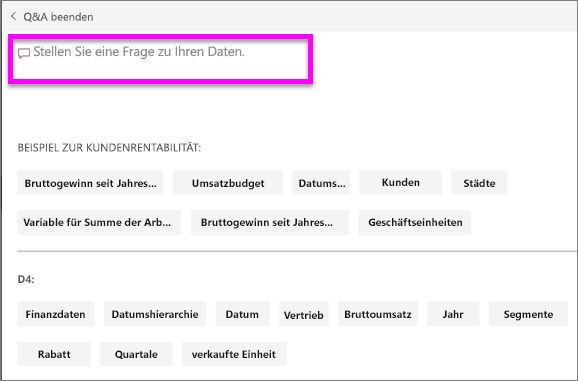 Q&A beenden
Stellen Sie eine Frage zu Ihren Daten.
BEISPIEL ZUR KUNDENRENTABILITÄT:
Bruttogewinn seit Jahres... Umsatzbudget Datums... Kunden Städte
Variable für Summe der Arb... Bruttogewinn seit Jahres... Geschäftseinheiten
D4:
Finanzdaten Datumshierarchie Datum Vertrieb Bruttoumsatz Jahr Segmente
Rabatt Quartale verkaufte Einheit